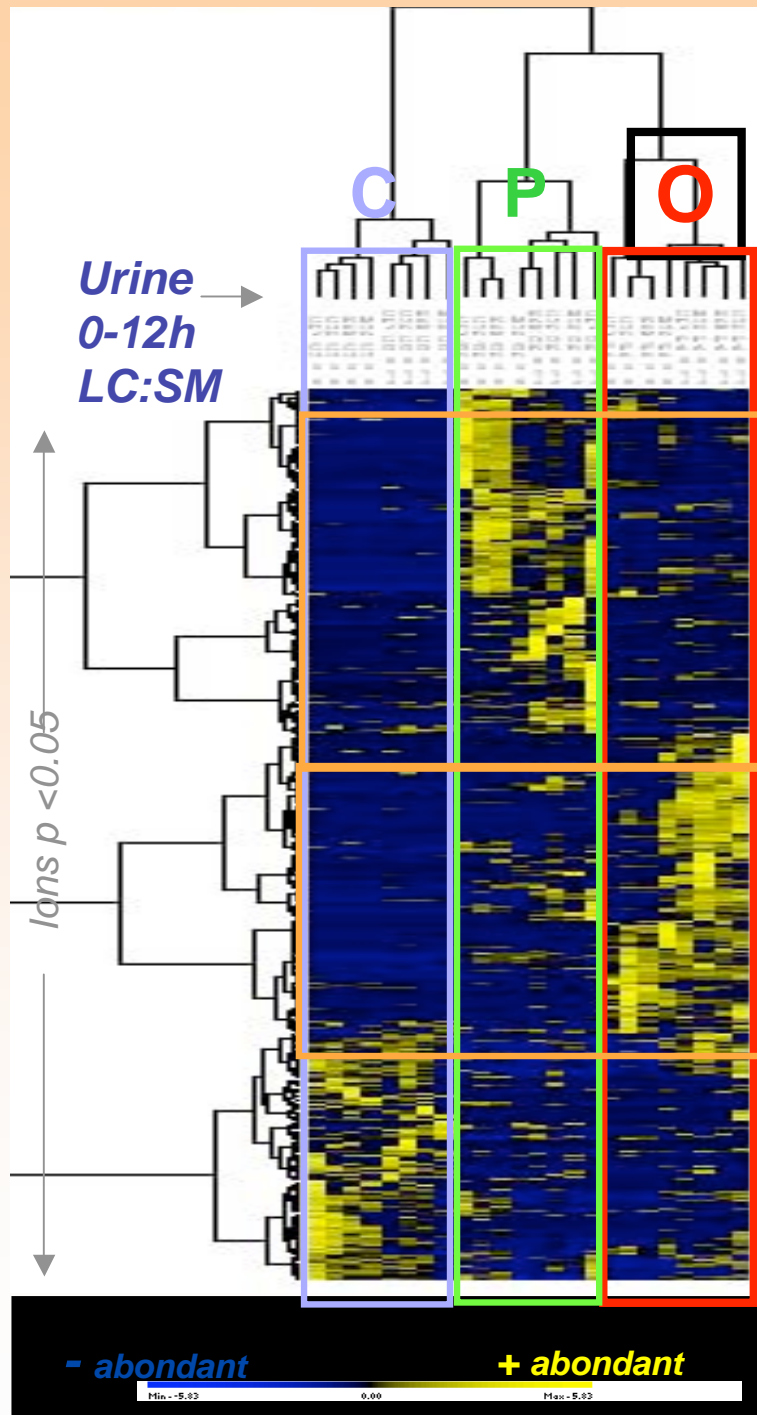 C P O
Urine
0-12h
LC:SM
Ions p <0.05
- abondant + abondant
Min = -5.83 0.00 Max = 5.83